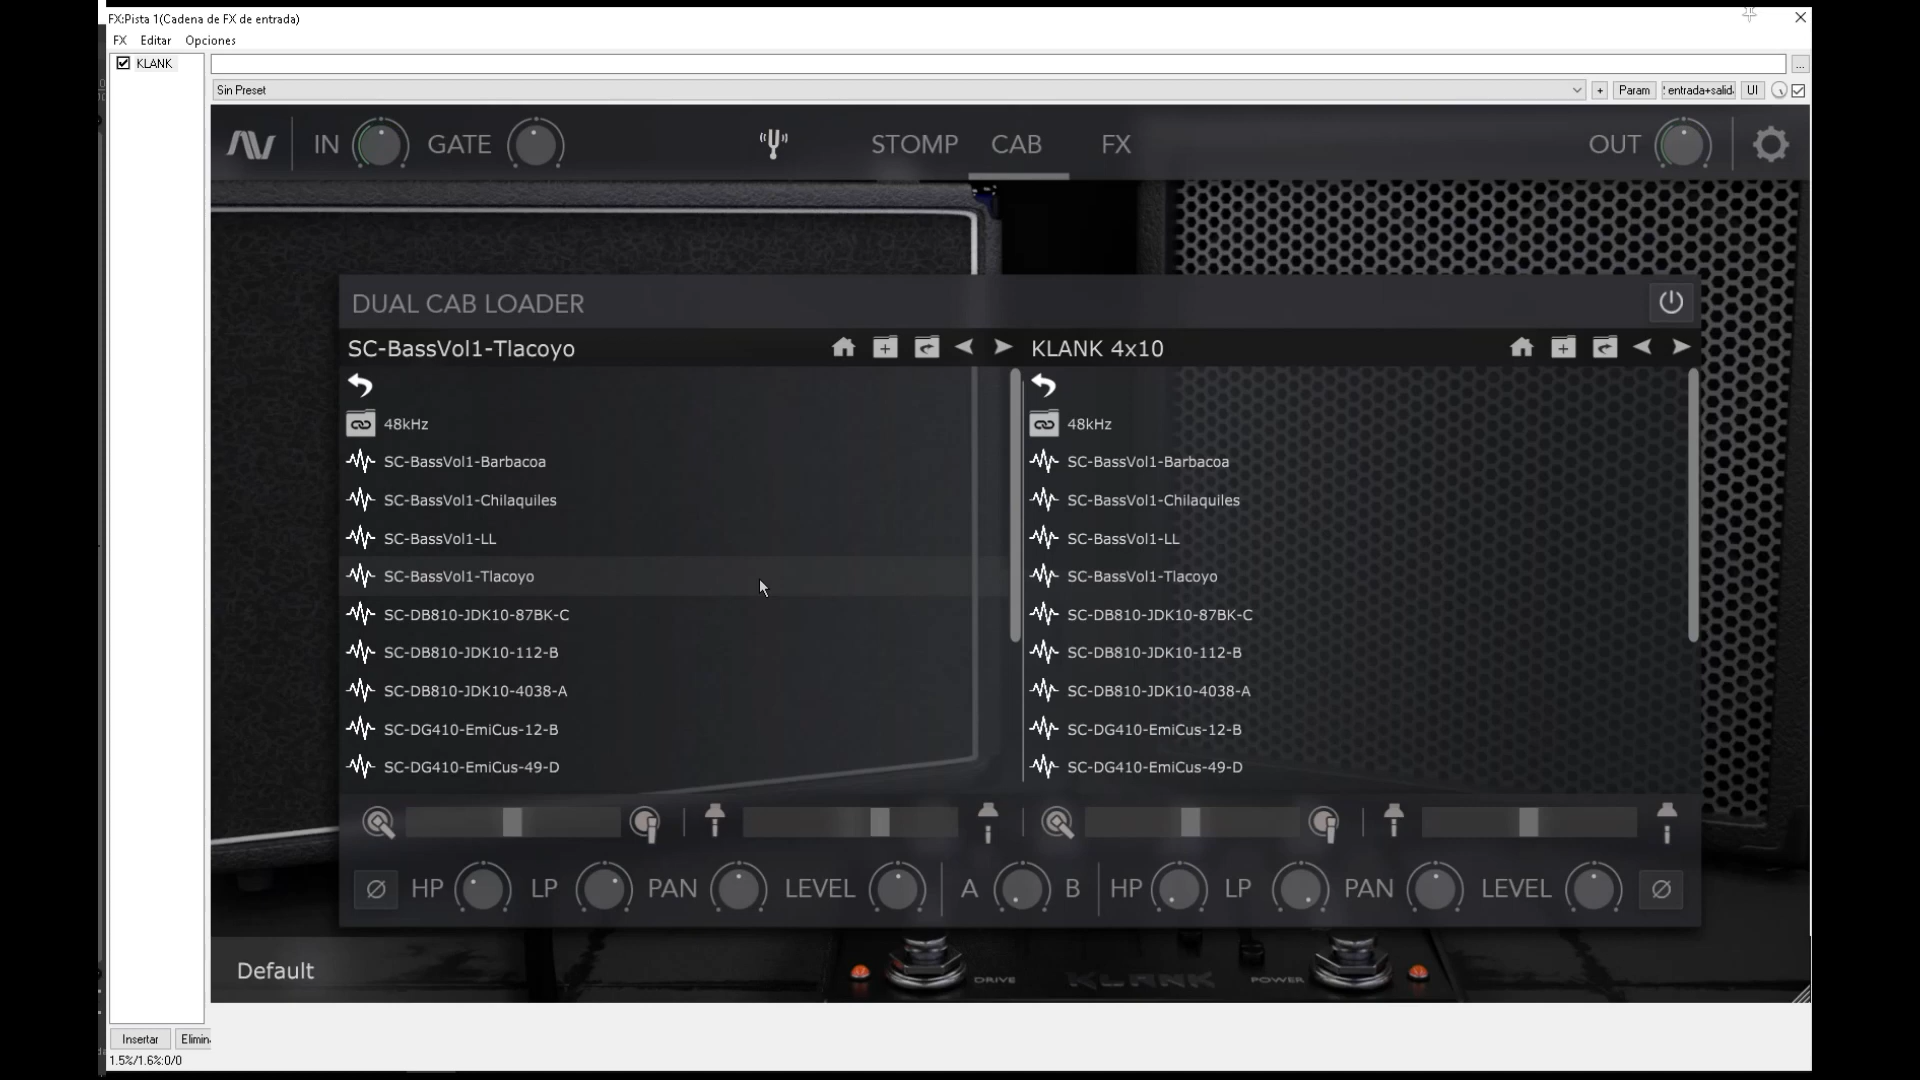 FX:Pista 1(Cadena de FX de entrada)
FX Editar Opciones
KLANK
...
Sin Preset
+ Param entrada+salid UI
IN GATE STOMP CAB FX OUT
DUAL CAB LOADER
SC-BassVol1-Tlacoyo
48kHz
SC-BassVol1-Barbacoa
SC-BassVol1-Chilaquiles
SC-BassVol1-LL
SC-BassVol1-Tlacoyo
SC-DB810-JDK10-87BK-C
SC-DB810-JDK10-112-B
SC-DB810-JDK10-4038-A
SC-DG410-EmiCus-12-B
SC-DG410-EmiCus-49-D
KLANK 4x10
48kHz
SC-BassVol1-Barbacoa
SC-BassVol1-Chilaquiles
SC-BassVol1-LL
SC-BassVol1-Tlacoyo
SC-DB810-JDK10-87BK-C
SC-DB810-JDK10-112-B
SC-DB810-JDK10-4038-A
SC-DG410-EmiCus-12-B
SC-DG410-EmiCus-49-D
Ø HP LP PAN LEVEL A B HP LP PAN LEVEL Ø
Default
DRIVE KLANK POWER
Insertar Elimin
1.5%/1.6%:0/0